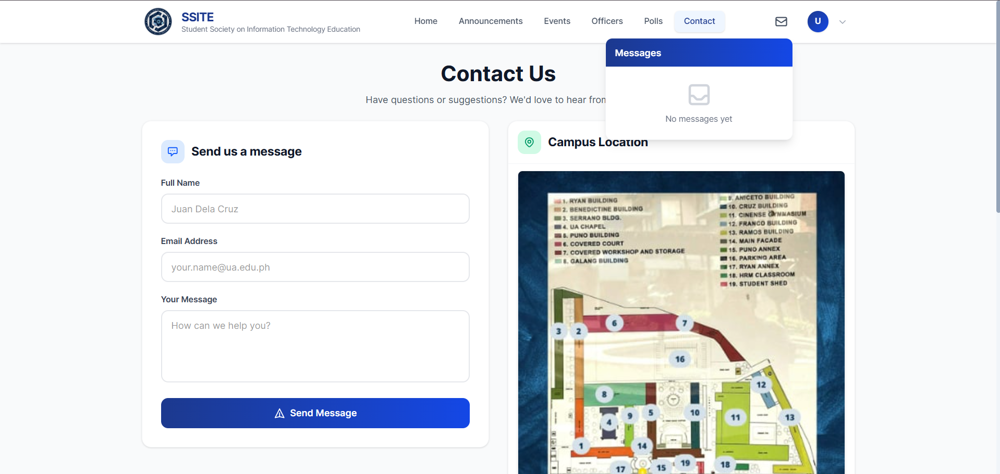 SSITE
Student Society on Information Technology Education
Home
Announcements
Events
Officers
Polls
Contact
U
Messages
No messages yet
Contact Us
Have questions or suggestions? We'd love to hear from
Send us a message
Full Name
Juan Dela Cruz
Email Address
your.name@ua.edu.ph
Your Message
How can we help you?
Send Message
Campus Location
1. RYAN BUILDING
2. BENEDICTINE BUILDING
3. SERRANO BLDG.
4. UA CHAPEL
5. PUNO BUILDING
6. COVERED COURT
7. COVERED WORKSHOP AND STORAGE
8. GALANG BUILDING
9. ANICETO BUILDING
10. CRUZ BUILDING
11. CINENSE GYMNASIUM
12. FRANCO BUILDING
13. RAMOS BUILDING
14. MAIN FACADE
15. PUNO ANNEX
16. PARKING AREA
17. RYAN ANNEX
18. HRM CLASSROOM
19. STUDENT SHED
6
7
3
2
16
12
8
9
5
10
11
13
4
1
14
17
15
19
18